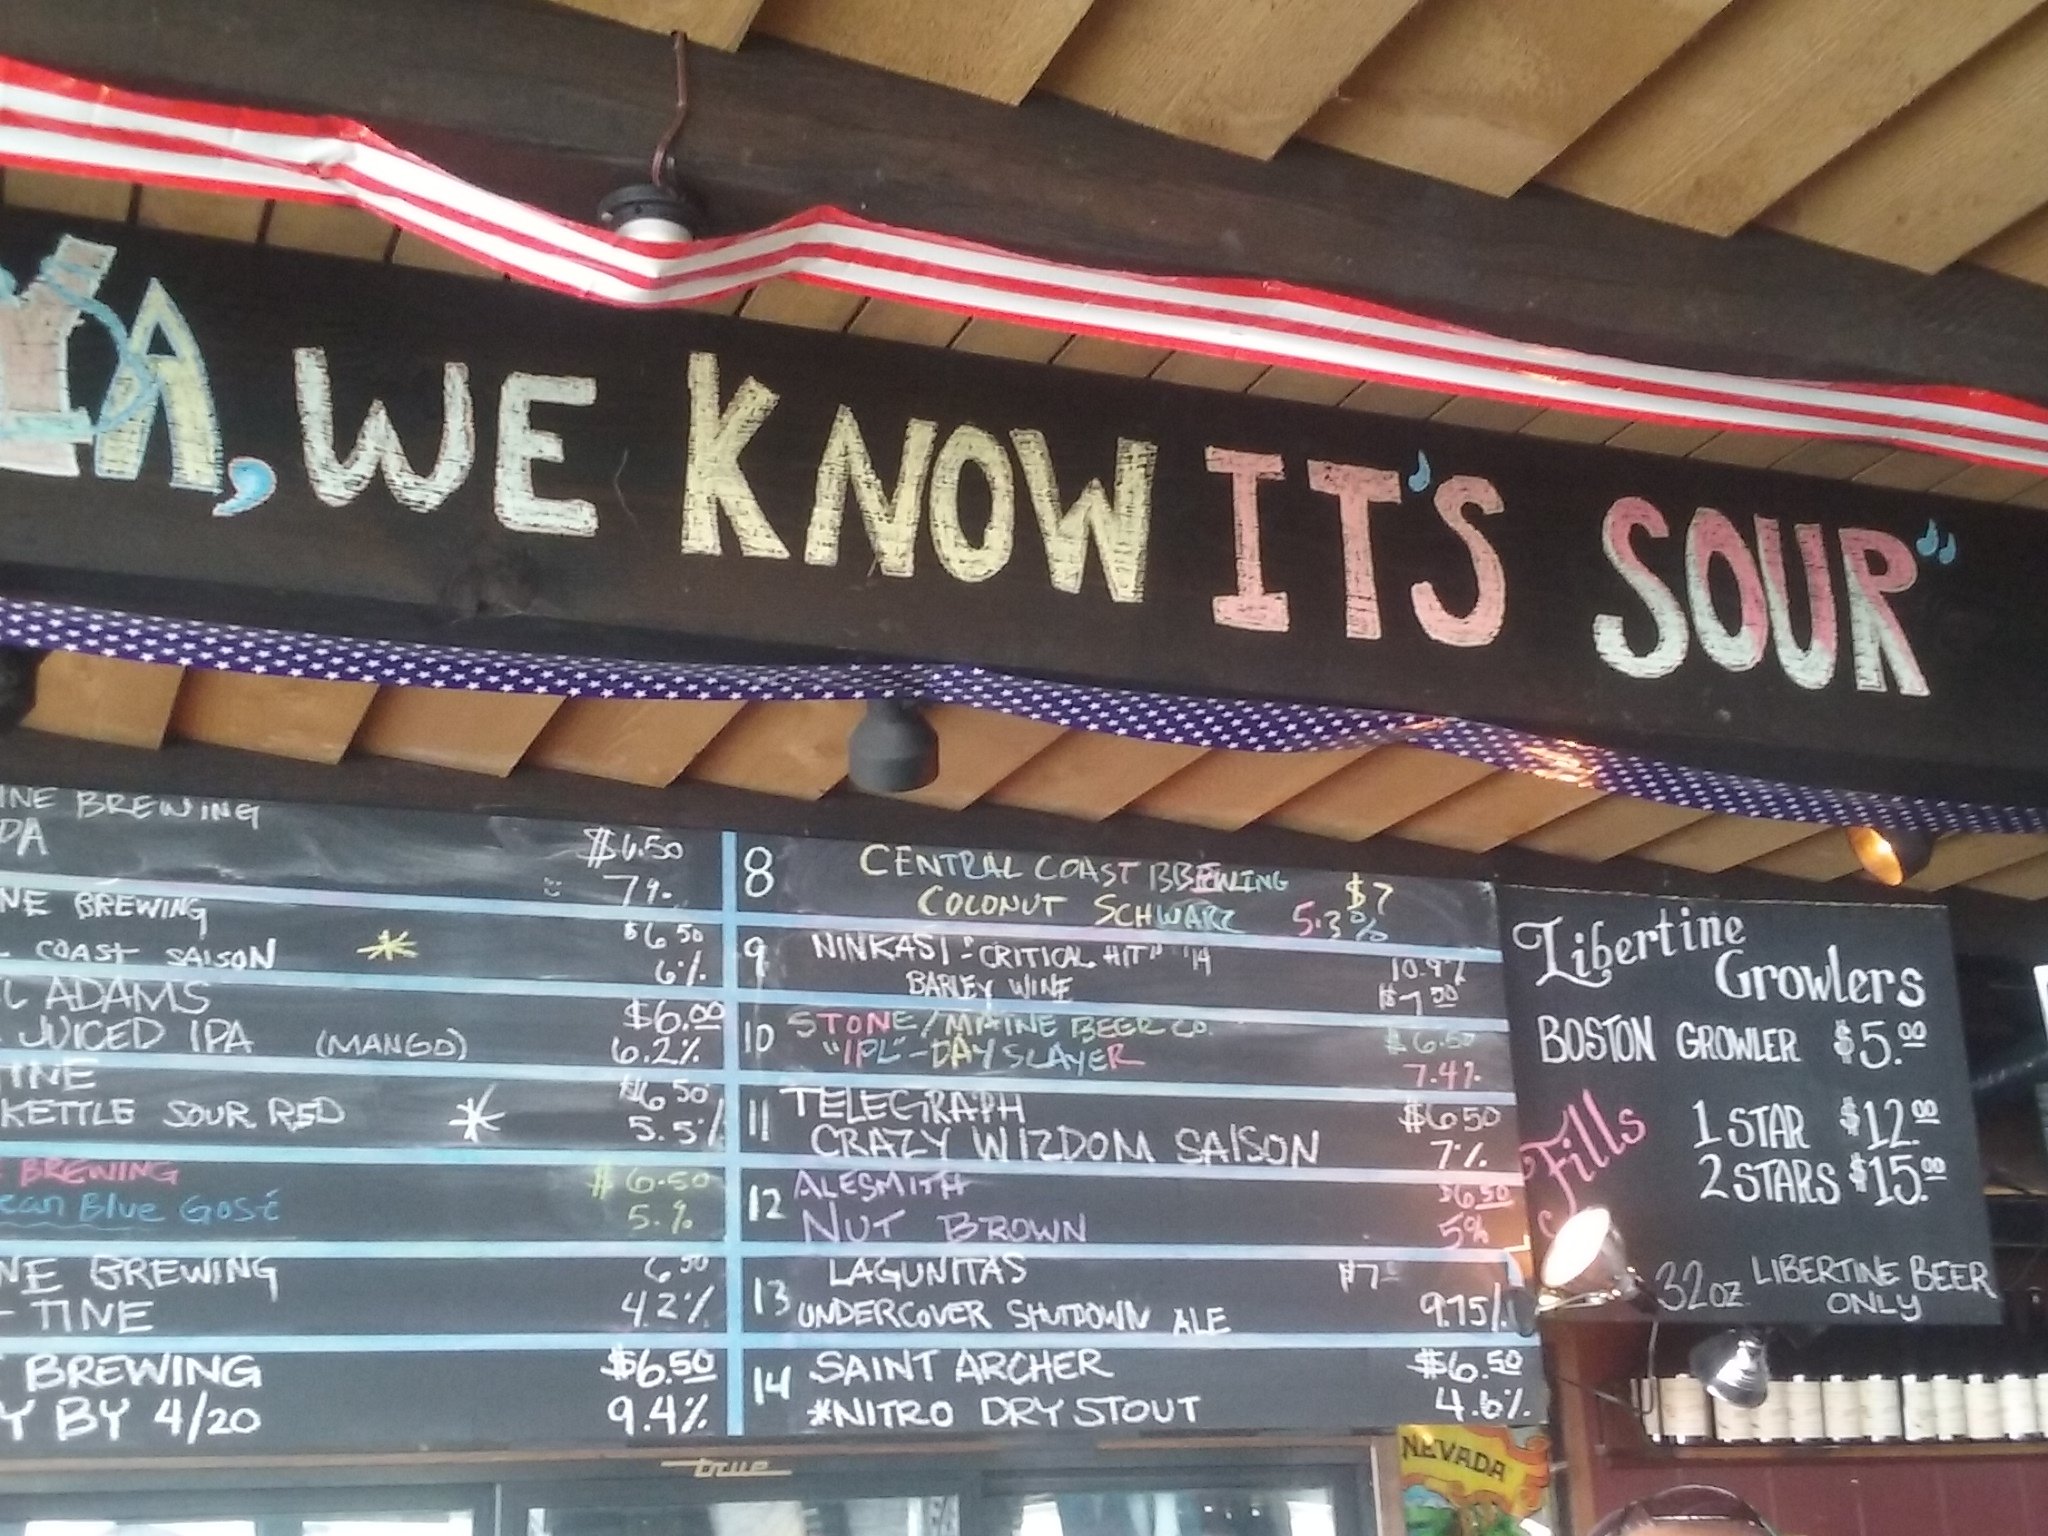 YA, WE KNOW IT'S SOUR"
INE BREWING
PA
$6.50
7%
NE BREWING
COAST SAISON *
$6.50
6%
L ADAMS
JUICED IPA (MANGO)
$6.00
6.2%
TINE
KETTLE SOUR RED *
$6.50
5.5%
BREWING
ean Blue Gosé
$6.50
5.%
NE BREWING
- TINE
6.50
4.2%
BREWING
Y BY 4/20
$6.50
9.4%
8 CENTRAL COAST BREWING $7
COCONUT SCHWARZ 5.3%
9 NINKASI - "CRITICAL HIT" '14 10.9%
BARLEY WINE $7.50
10 STONE / MAINE BEER CO. $6.50
"IPL" - DAYSLAYER 7.4%
11 TELEGRAPH $6.50
CRAZY WIZDOM SAISON 7%
12 ALESMITH $6.50
NUT BROWN 5%
13 LAGUNITAS $7
UNDERCOVER SHUTDOWN ALE 9.75%
14 SAINT ARCHER $6.50
*NITRO DRY STOUT 4.6%
Libertine
Growlers
BOSTON GROWLER $5.00
Fills
1 STAR $12.00
2 STARS $15.00
32oz LIBERTINE BEER
ONLY
true
NEVADA